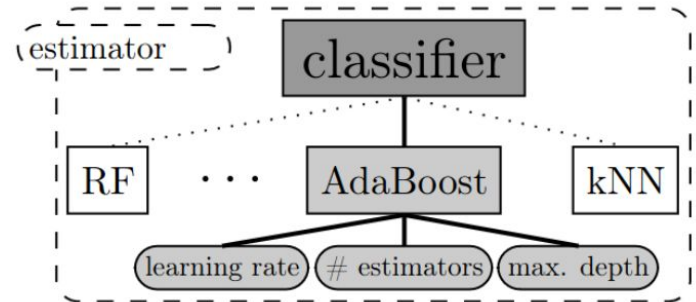 estimator
classifier
RF
· · ·
AdaBoost
kNN
learning rate
# estimators
max. depth